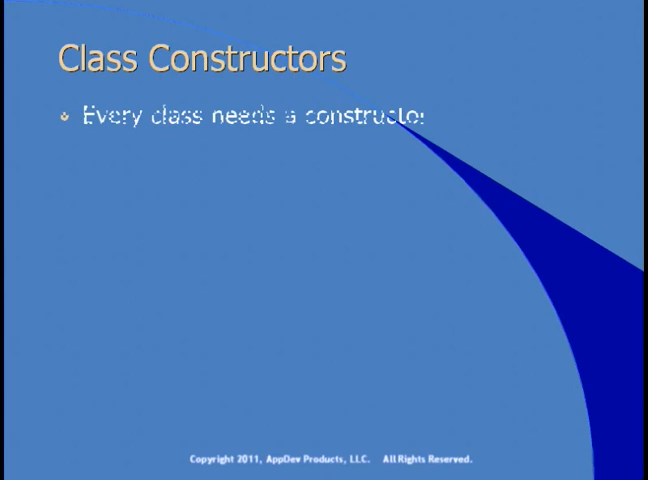 Class Constructors
Every class needs a constructor
Copyright 2011, AppDev Products, LLC. All Rights Reserved.